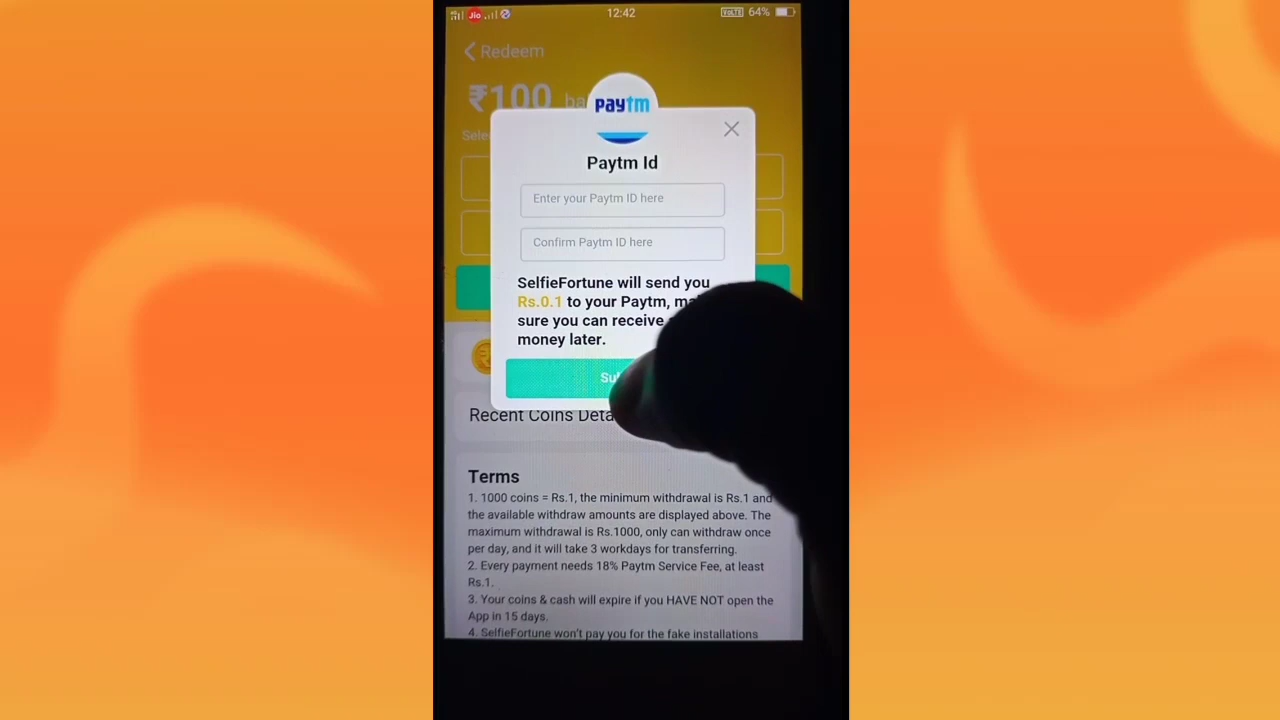 Jio 12:42 VoLTE 64%
Redeem
₹100
paytm
Paytm Id
Enter your Paytm ID here
Confirm Paytm ID here
SelfieFortune will send you
Rs.0.1 to your Paytm,
sure you can receive
money later.
Recent Coins
Terms
1. 1000 coins = Rs.1, the minimum withdrawal is Rs.1 and
the available withdraw amounts are displayed above. The
maximum withdrawal is Rs.1000, only can withdraw once
per day, and it will take 3 workdays for transferring.
2. Every payment needs 18% Paytm Service Fee, at least
Rs.1.
3. Your coins & cash will expire if you HAVE NOT open the
App in 15 days.
4. SelfieFortune won't pay you for the fake installations